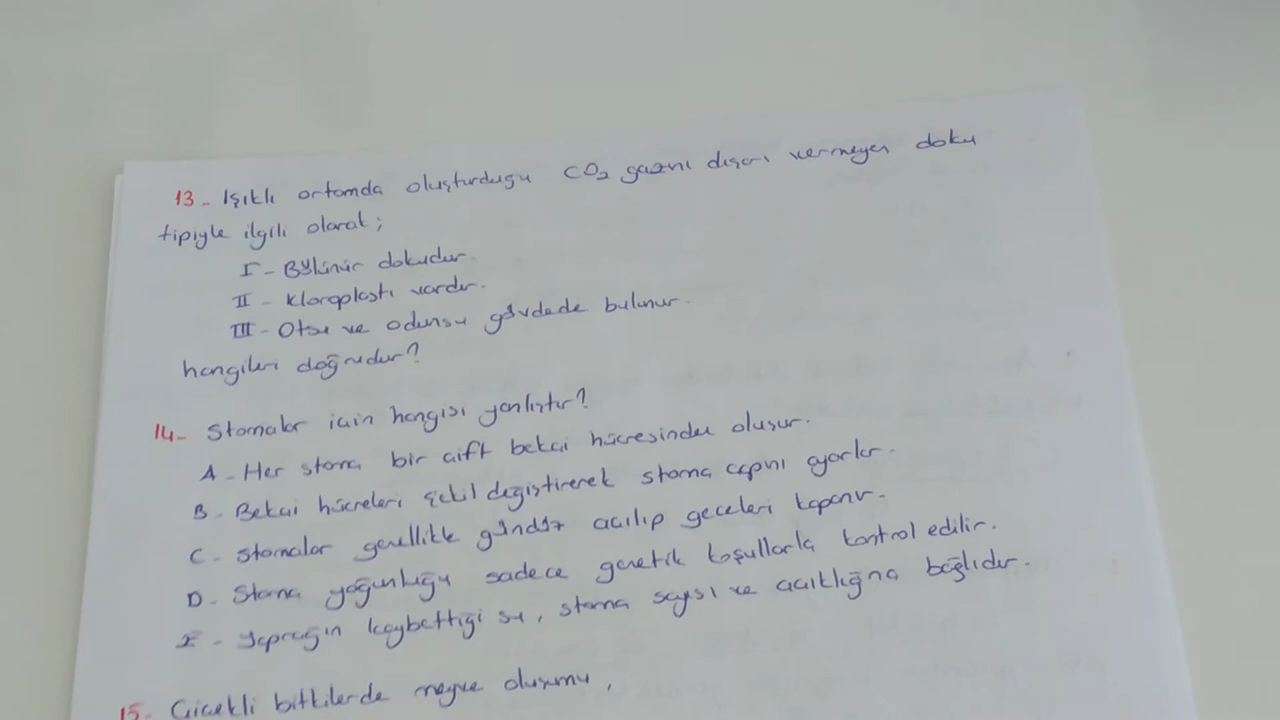 13- Işıklı ortamda oluşturduğu CO₂ gazını dışarı vermeyen doku
tipiyle ilgili olarak;
I- Bölünür dokudur.
II- Kloroplastı vardır.
III- Otsu ve odunsu gövdede bulunur.
hangileri doğrudur?
14- Stomalar için hangisi yanlıştır?
A- Her stoma bir çift bekçi hücresinden oluşur.
B- Bekçi hücreleri şekil değiştirerek stoma çapını ayarlar.
C- Stomalar genellikle gündüz açılıp geceleri kapanır.
D- Stoma yoğunluğu sadece genetik koşullarla kontrol edilir.
E- Yaprağın kaybettiği su, stoma sayısı ve açıklığına bağlıdır.
15- Çiçekli bitkilerde meyve oluşumu,